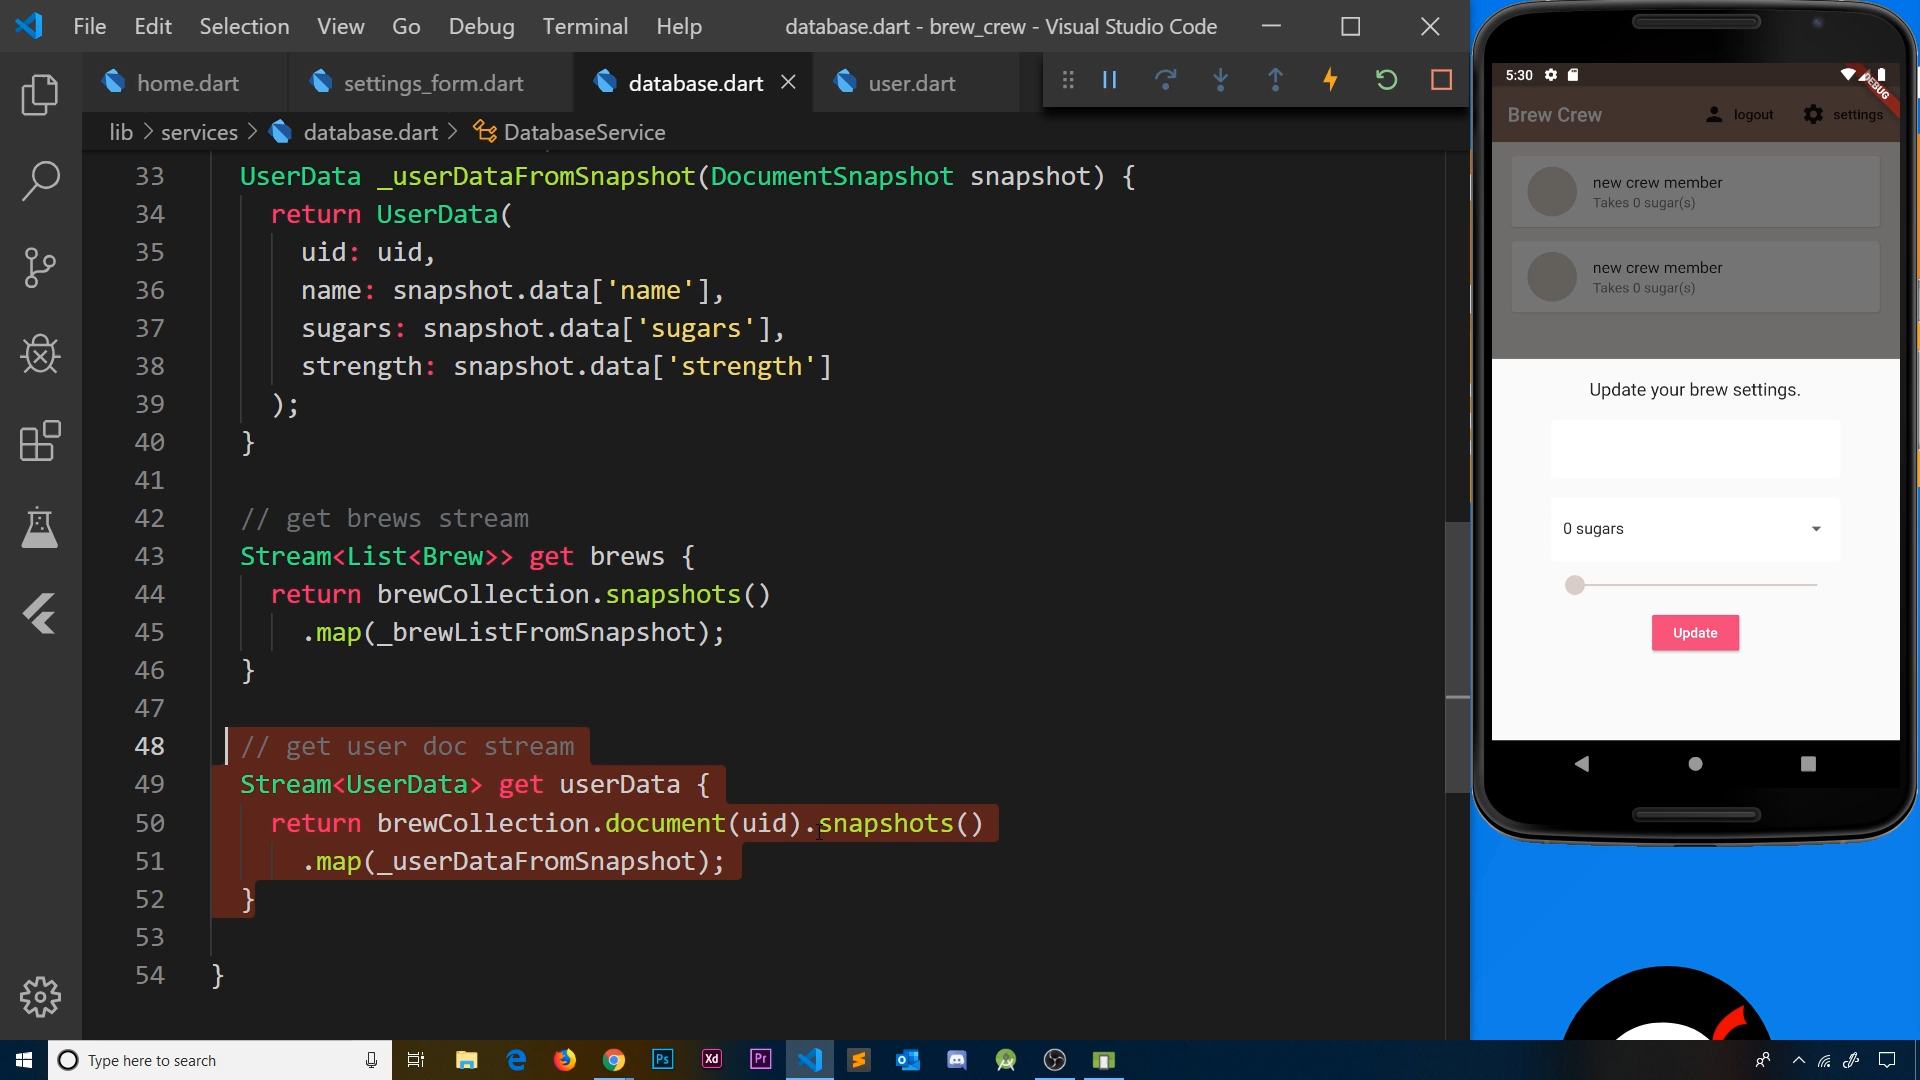 File Edit Selection View Go Debug Terminal Help database.dart - brew_crew - Visual Studio Code
home.dart settings_form.dart database.dart user.dart
lib > services > database.dart > DatabaseService
33 UserData _userDataFromSnapshot(DocumentSnapshot snapshot) {
34 return UserData(
35 uid: uid,
36 name: snapshot.data['name'],
37 sugars: snapshot.data['sugars'],
38 strength: snapshot.data['strength']
39 );
40 }
41
42 // get brews stream
43 Stream<List<Brew>> get brews {
44 return brewCollection.snapshots()
45 .map(_brewListFromSnapshot);
46 }
47
48 // get user doc stream
49 Stream<UserData> get userData {
50 return brewCollection.document(uid).snapshots()
51 .map(_userDataFromSnapshot);
52 }
53
54 }
5:30
DEBUG
Brew Crew logout settings
new crew member
Takes 0 sugar(s)
new crew member
Takes 0 sugar(s)
Update your brew settings.
0 sugars
Update
Type here to search
Ps Xd Pr